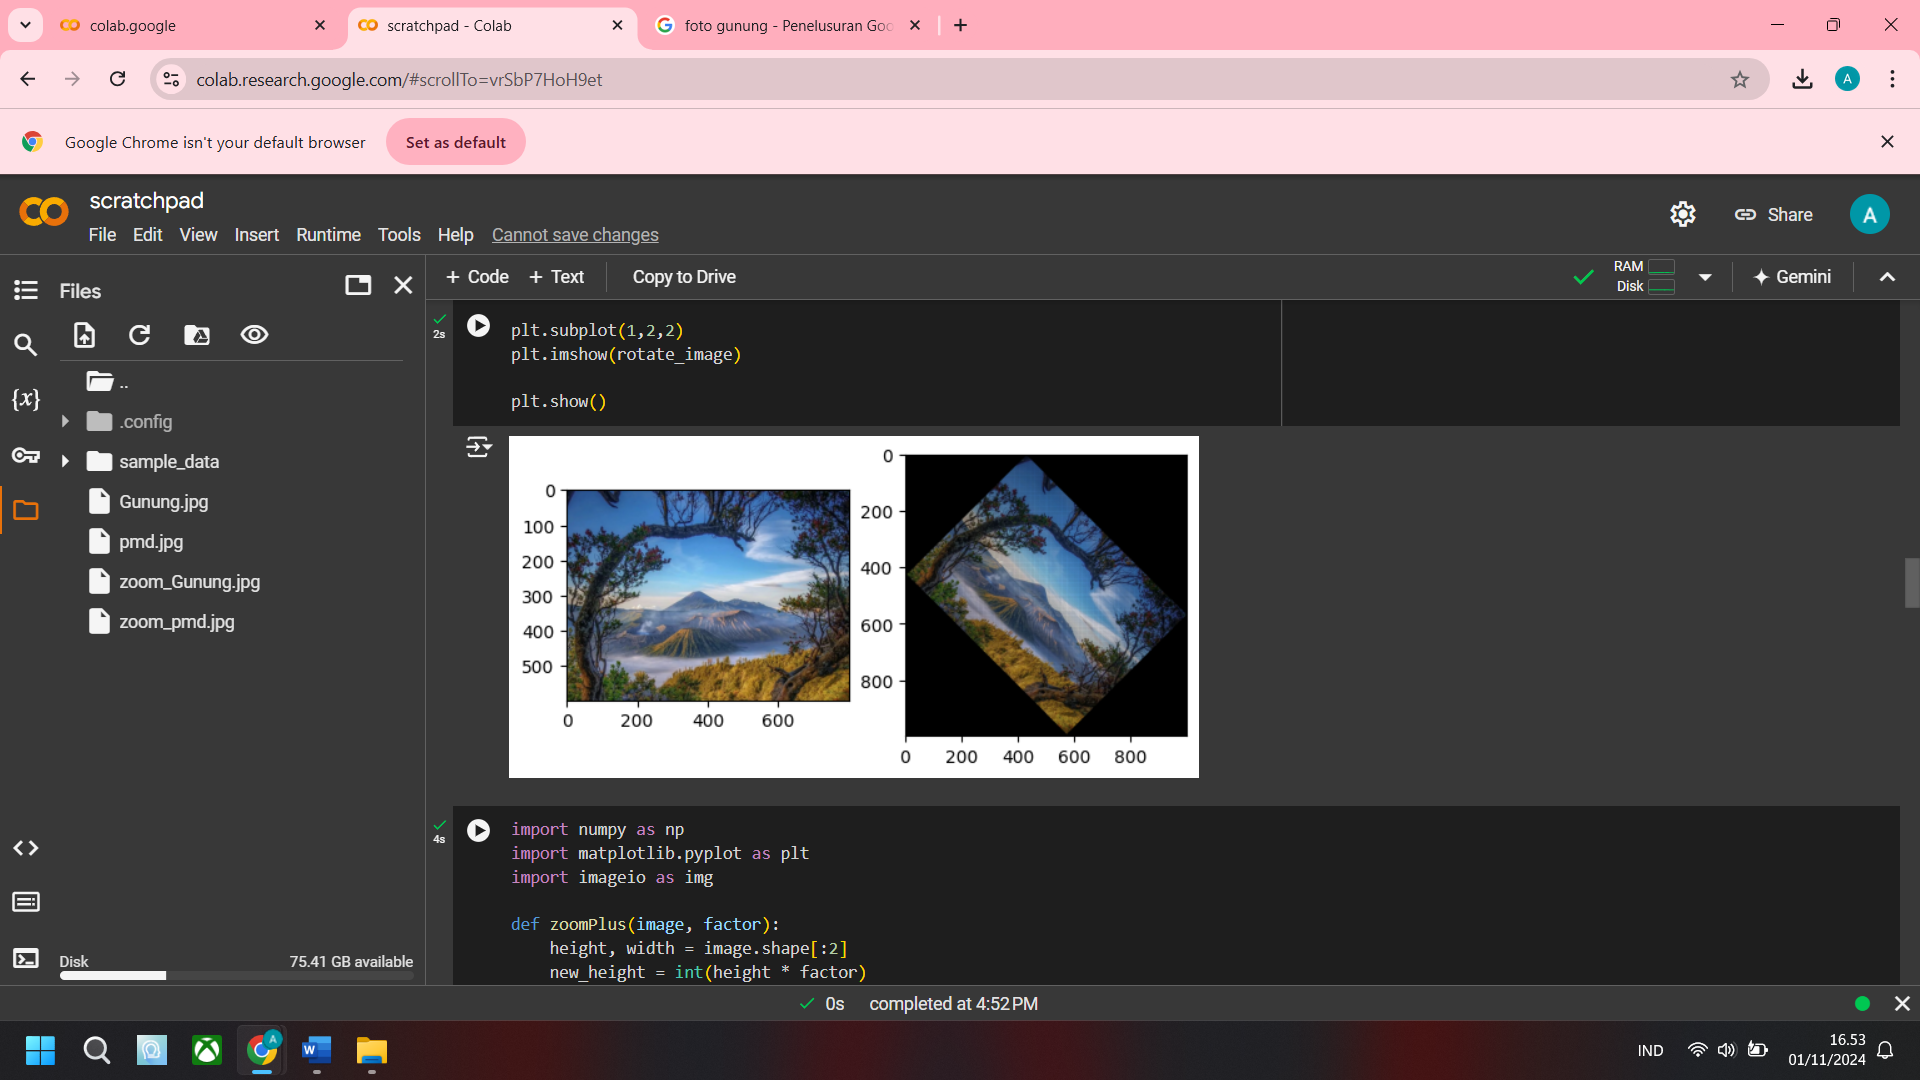 colab.google
scratchpad - Colab
foto gunung - Penelusuran Goo
colab.research.google.com/#scrollTo=vrSbP7HoH9et
A
Google Chrome isn't your default browser
Set as default
scratchpad
File Edit View Insert Runtime Tools Help Cannot save changes
Share
A
Files
+ Code + Text Copy to Drive
RAM
Disk
Gemini
..
.config
sample_data
Gunung.jpg
pmd.jpg
zoom_Gunung.jpg
zoom_pmd.jpg
{x}
Disk 75.41 GB available
2s
plt.subplot(1,2,2)
plt.imshow(rotate_image)
plt.show()
0
100
200
300
400
500
0 200 400 600
0
200
400
600
800
0 200 400 600 800
4s
import numpy as np
import matplotlib.pyplot as plt
import imageio as img
def zoomPlus(image, factor):
height, width = image.shape[:2]
new_height = int(height * factor)
0s completed at 4:52 PM
A
W
IND
16.53
01/11/2024